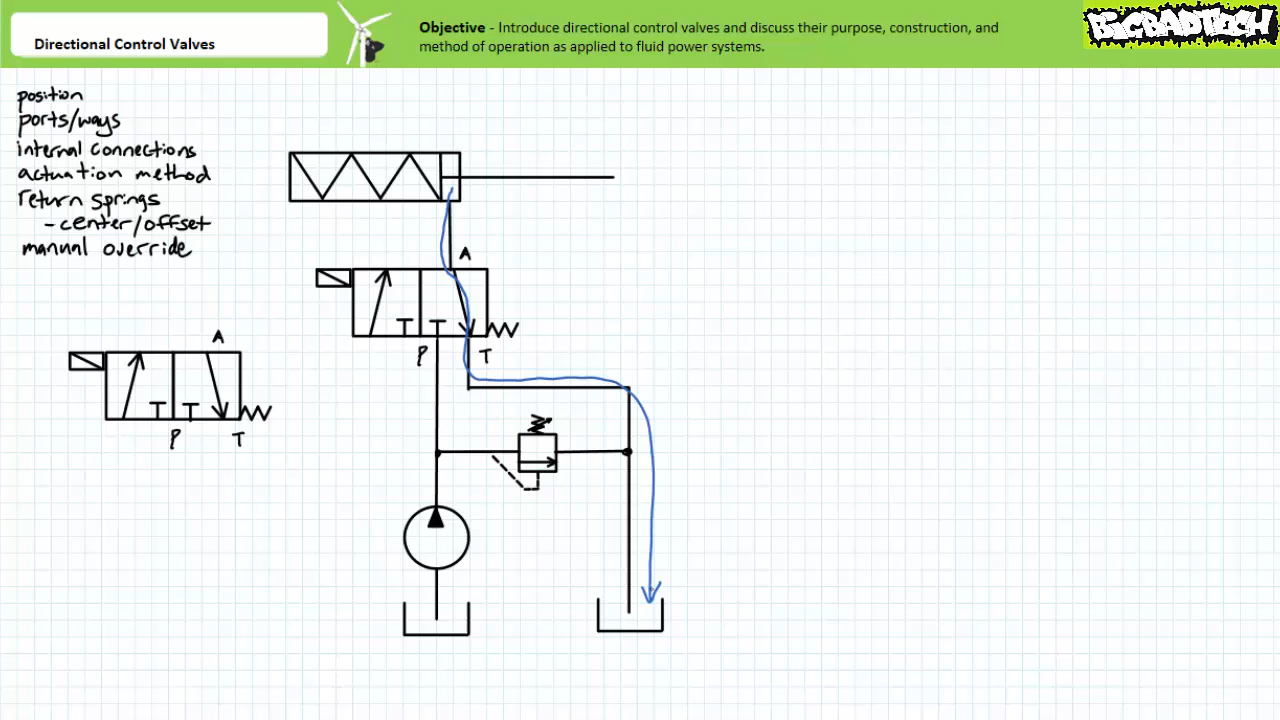 Directional Control Valves
Objective - Introduce directional control valves and discuss their purpose, construction, and
method of operation as applied to fluid power systems.
BIGBADTECH
position
ports/ways
internal connections
actuation method
return springs
- center/offset
manual override
A
P T
A
P T